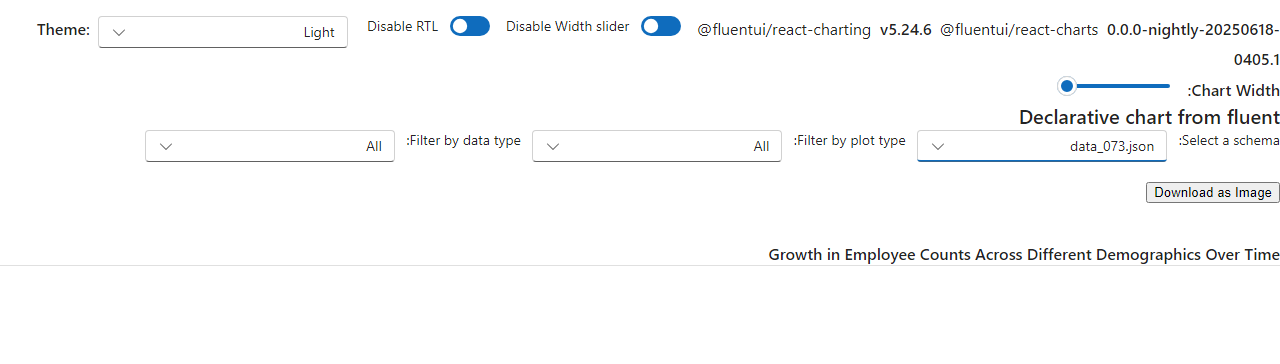 Theme: Light Disable RTL Disable Width slider @fluentui/react-charting v5.24.6 @fluentui/react-charts 0.0.0-nightly-20250618-
0405.1
:Chart Width
Declarative chart from fluent
:Select a schema data_073.json :Filter by plot type All :Filter by data type All
Download as Image
Growth in Employee Counts Across Different Demographics Over Time